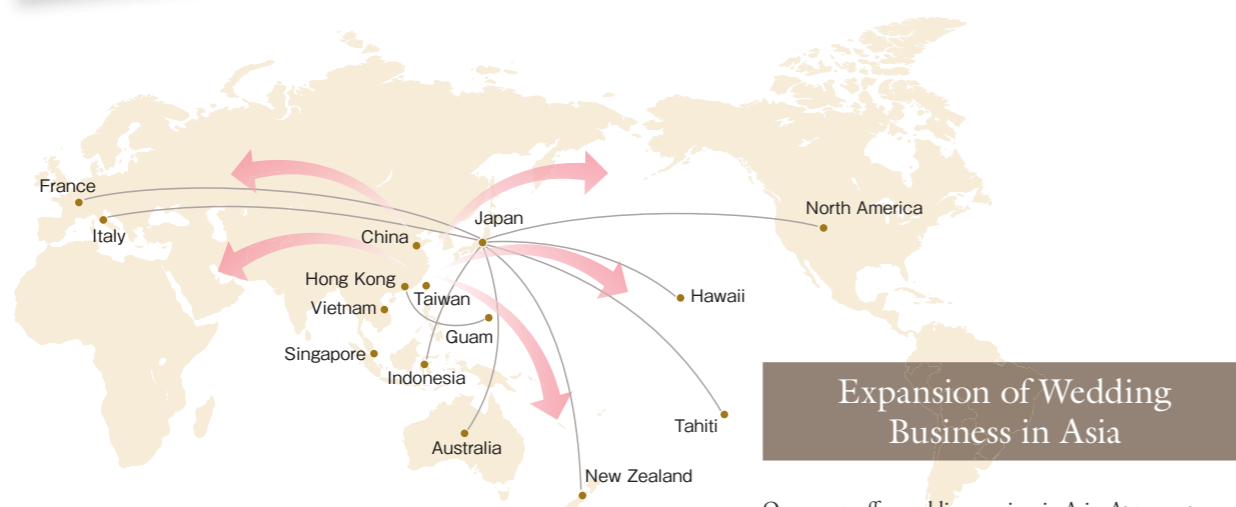 France
Italy
China
Japan
North America
Hong Kong
Taiwan
Hawaii
Vietnam
Guam
Singapore
Indonesia
Tahiti
Australia
New Zealand
Expansion of Wedding
Business in Asia